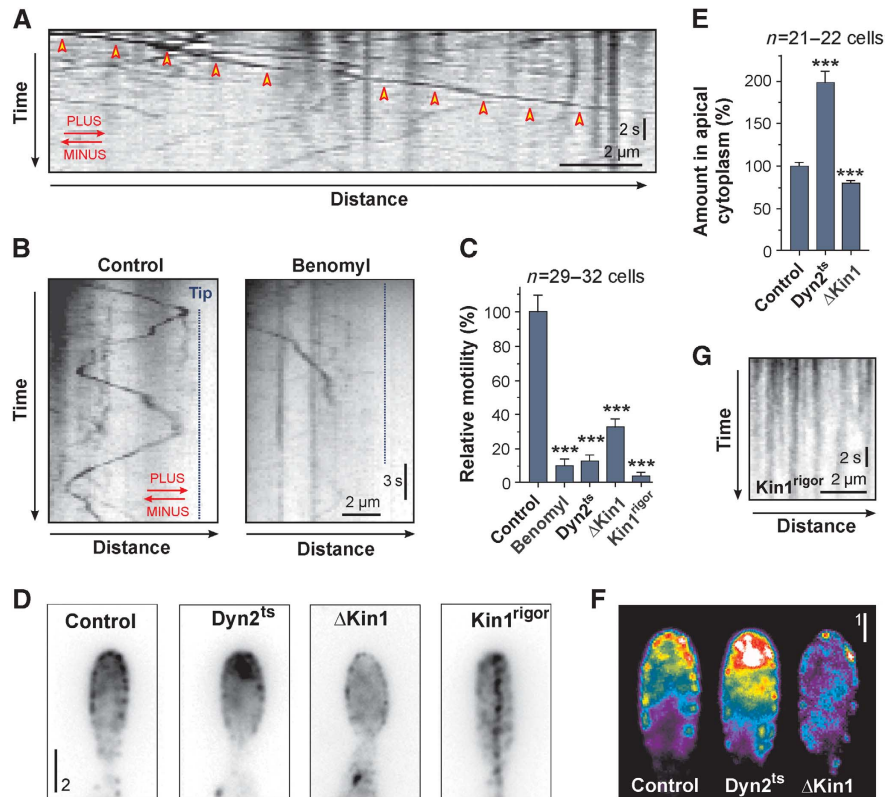 A
Time
PLUS
MINUS
2 s
2 µm
Distance
B
Control
Benomyl
Tip
Time
PLUS
MINUS
3 s
2 µm
Distance
Distance
C
n=29–32 cells
Relative motility (%)
100
80
60
40
20
0
***
***
***
***
Control
Benomyl
Dyn2ts
ΔKin1
Kin1rigor
D
Control
Dyn2ts
ΔKin1
Kin1rigor
2
E
n=21–22 cells
Amount in apical
cytoplasm (%)
200
150
100
50
0
***
***
Control
Dyn2ts
ΔKin1
G
Time
2 s
Kin1rigor
2 µm
Distance
F
1
Control
Dyn2ts
ΔKin1